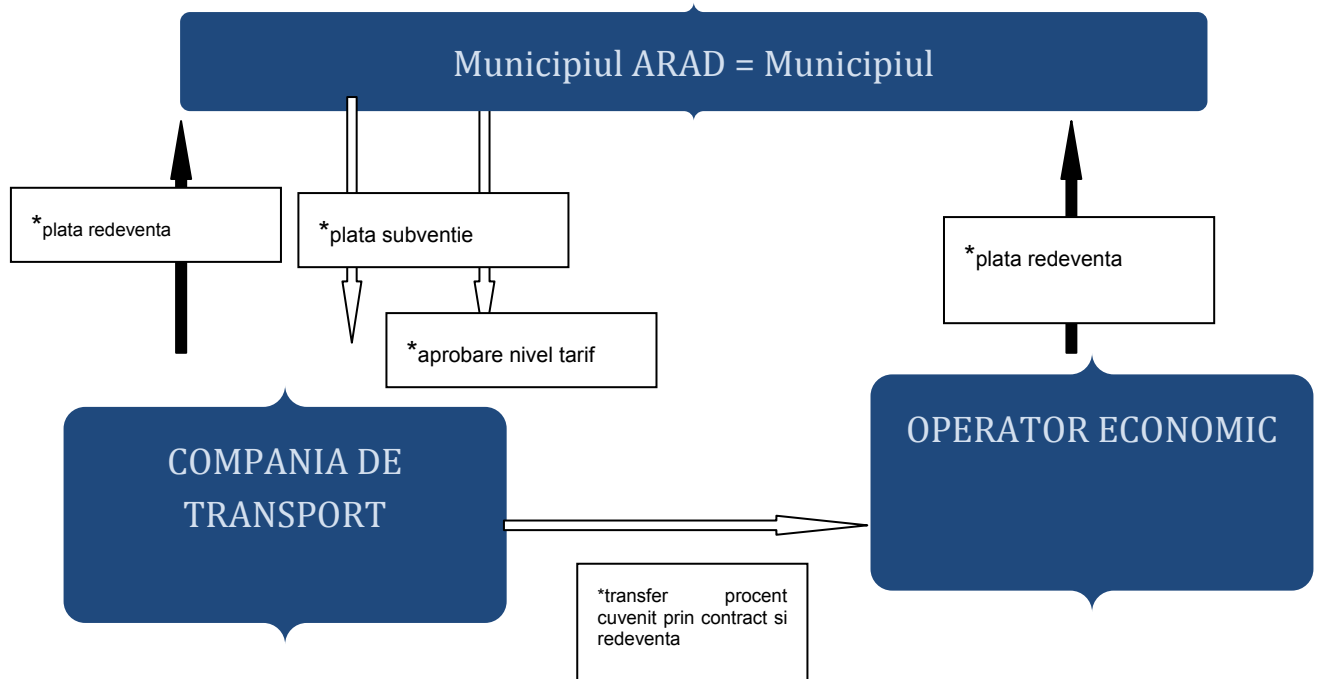 Municipiul ARAD = Municipiul
*plata redeventa
*plata subventie
*plata redeventa
*aprobare nivel tarif
COMPANIA DE
TRANSPORT
OPERATOR ECONOMIC
*transfer procent
cuvenit prin contract si
redeventa